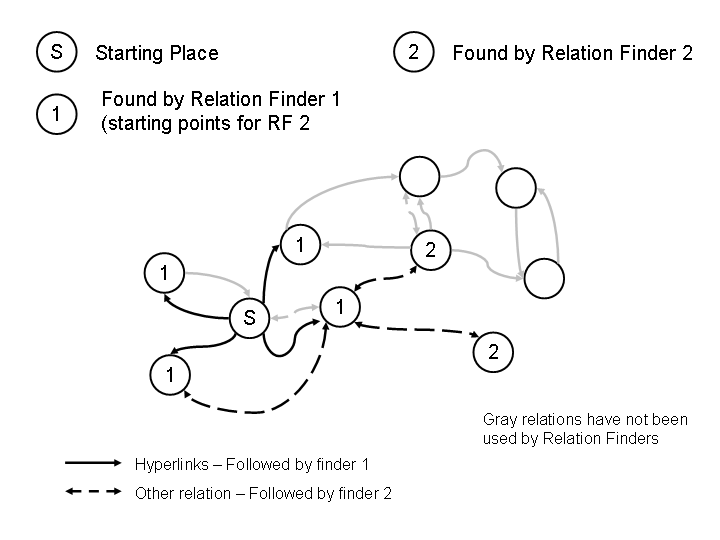 S Starting Place
2 Found by Relation Finder 2
1 Found by Relation Finder 1
(starting points for RF 2
1
2
1
1
S
2
1
Gray relations have not been
used by Relation Finders
Hyperlinks – Followed by finder 1
Other relation – Followed by finder 2